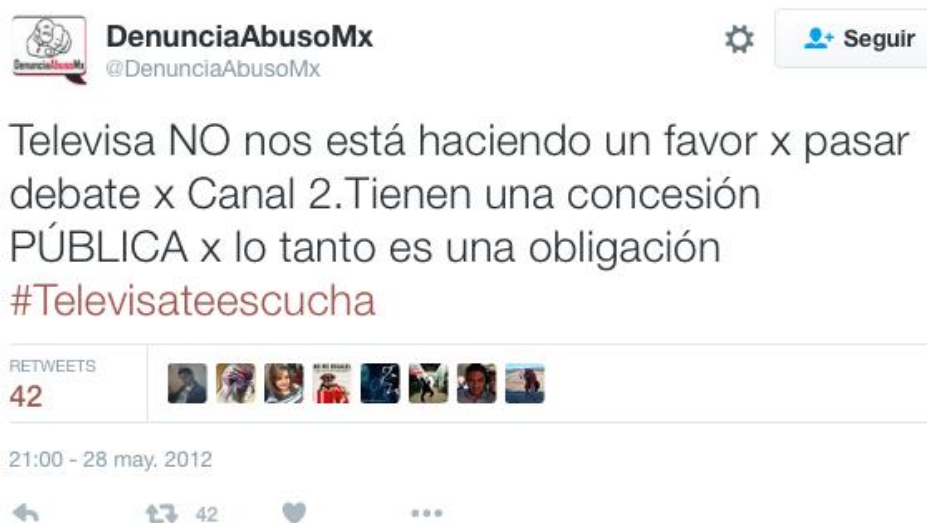 DenunciaAbusoMx
@DenunciaAbusoMx
Seguir
Televisa NO nos está haciendo un favor x pasar
debate x Canal 2.Tienen una concesión
PÚBLICA x lo tanto es una obligación
#Televisateescucha
RETWEETS
42
21:00 - 28 may. 2012
42